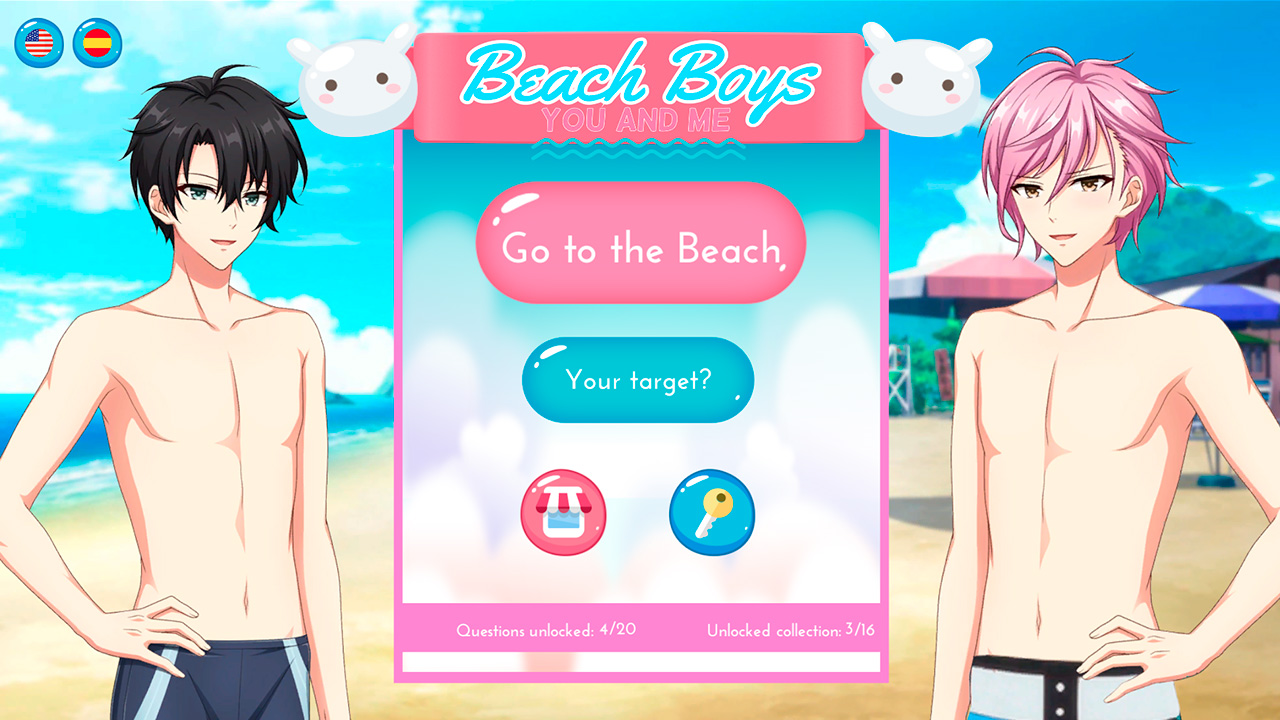 Beach Boys
YOU AND ME
Go to the Beach
Your target?
Questions unlocked: 4/20
Unlocked collection: 3/16